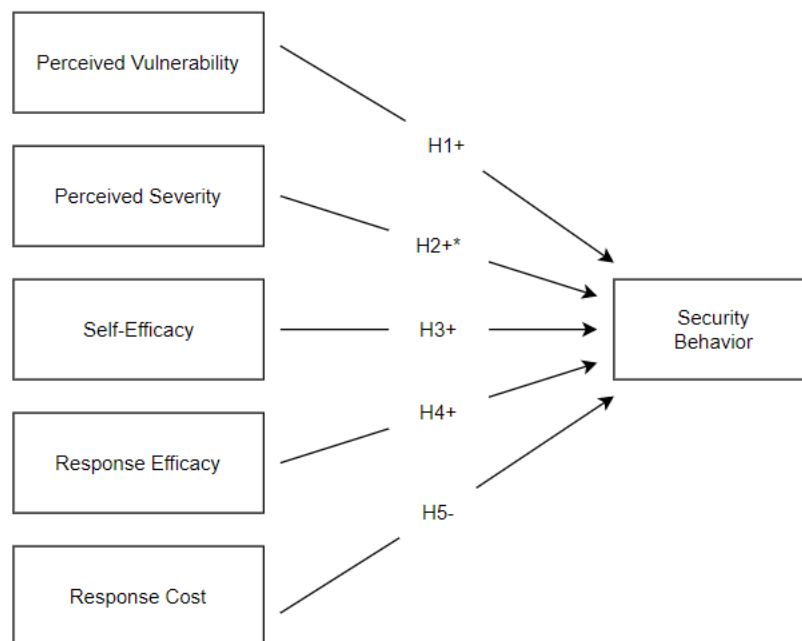 Perceived Vulnerability
H1+
Perceived Severity
H2+*
Self-Efficacy
H3+
Security
Behavior
H4+
Response Efficacy
H5-
Response Cost